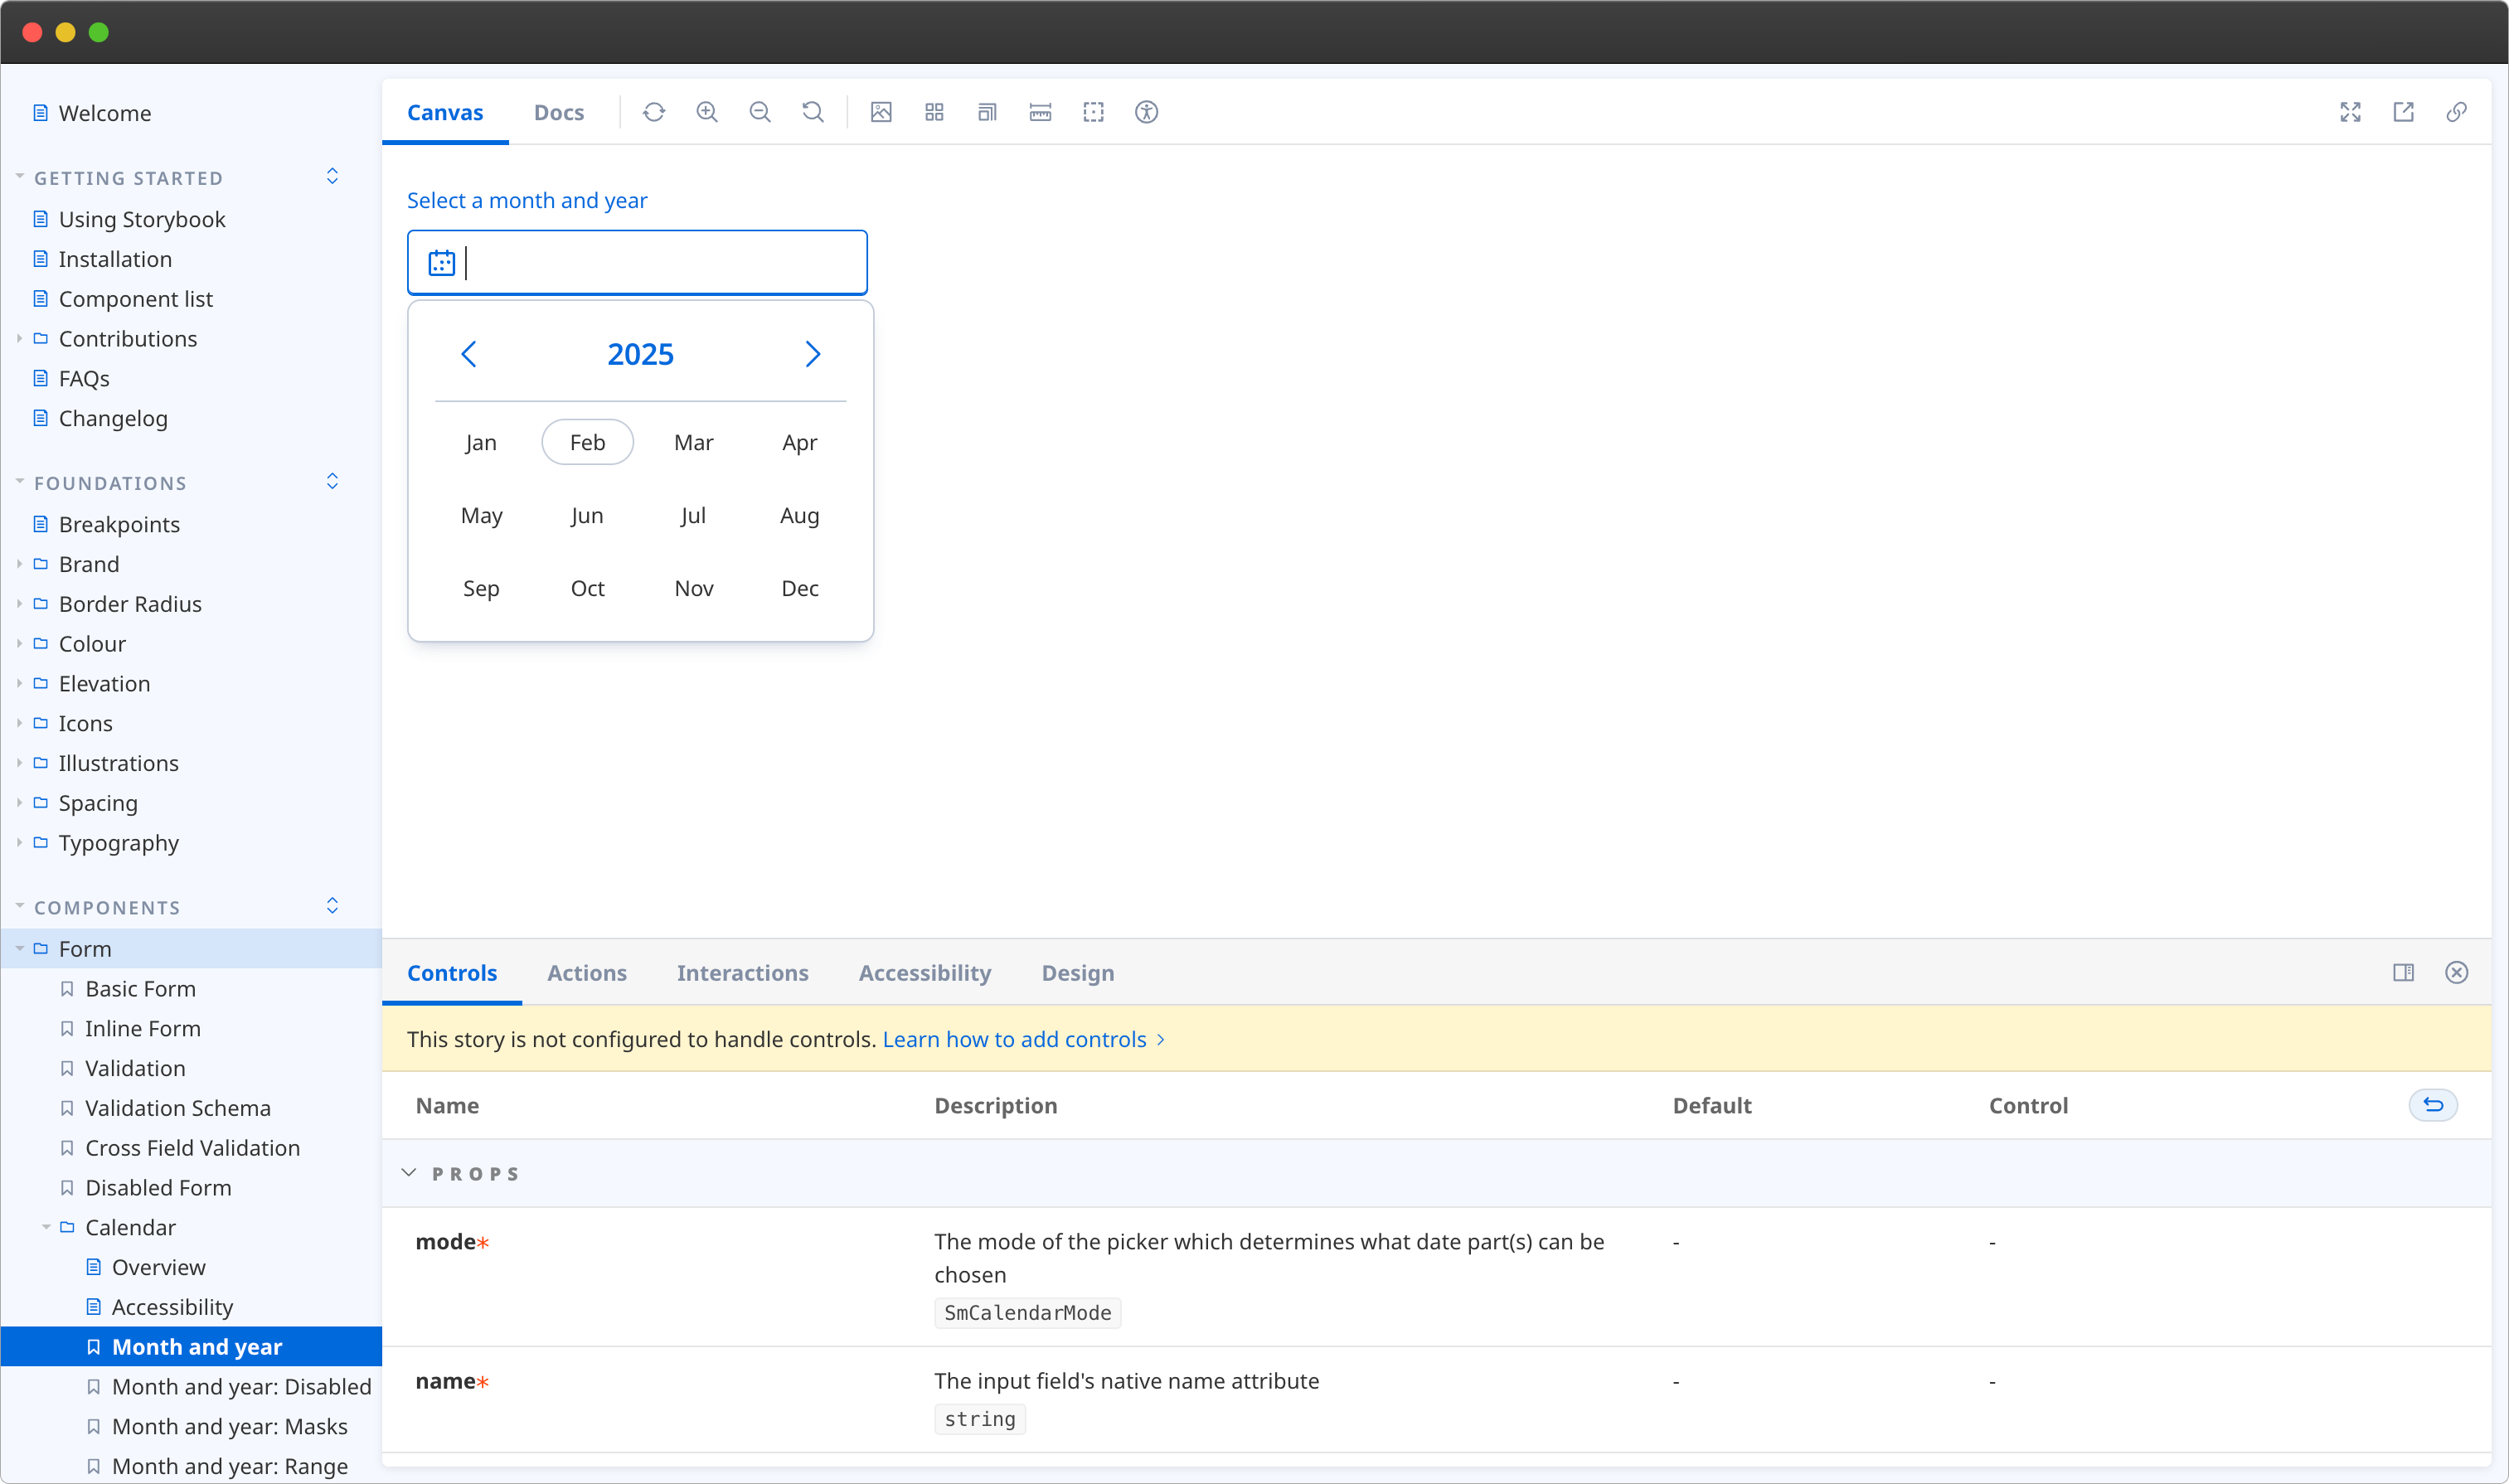 Welcome
GETTING STARTED
Using Storybook
Installation
Component list
Contributions
FAQs
Changelog
FOUNDATIONS
Breakpoints
Brand
Border Radius
Colour
Elevation
Icons
Illustrations
Spacing
Typography
COMPONENTS
Form
Basic Form
Inline Form
Validation
Validation Schema
Cross Field Validation
Disabled Form
Calendar
Overview
Accessibility
Month and year
Month and year: Disabled
Month and year: Masks
Month and year: Range
Canvas Docs
Select a month and year
2025
Jan Feb Mar Apr
May Jun Jul Aug
Sep Oct Nov Dec
Controls Actions Interactions Accessibility Design
This story is not configured to handle controls. Learn how to add controls
Name Description Default Control
PROPS
mode* The mode of the picker which determines what date part(s) can be - -
chosen
SmCalendarMode
name* The input field's native name attribute - -
string